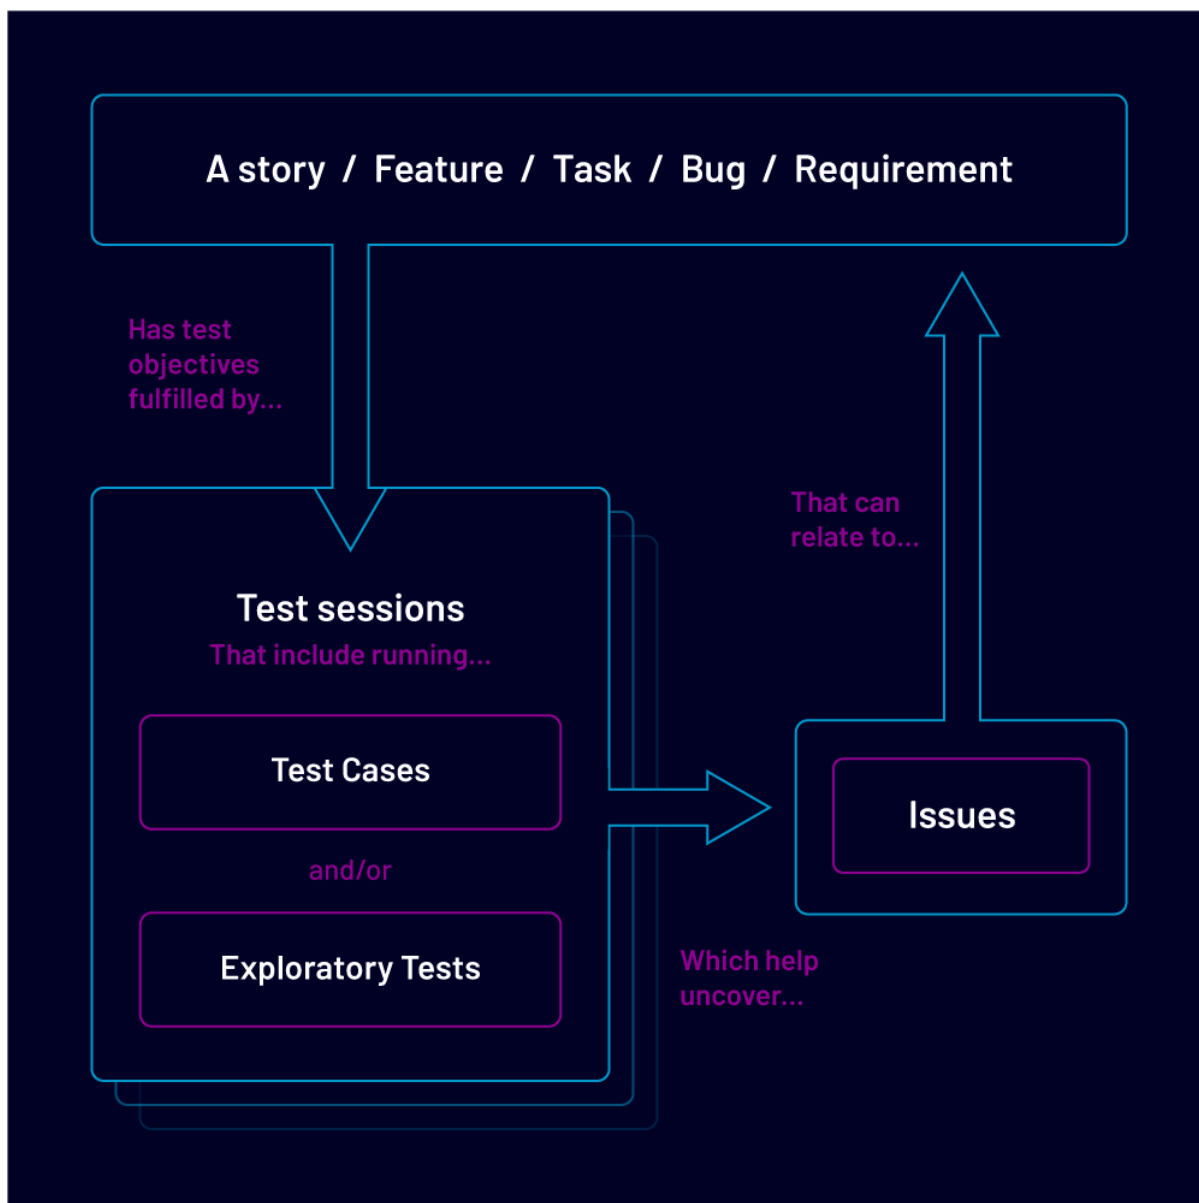 A story / Feature / Task / Bug / Requirement
Has test
objectives
fulfilled by...
That can
relate to...
Test sessions
That include running...
Test Cases
and/or
Exploratory Tests
Issues
Which help
uncover...